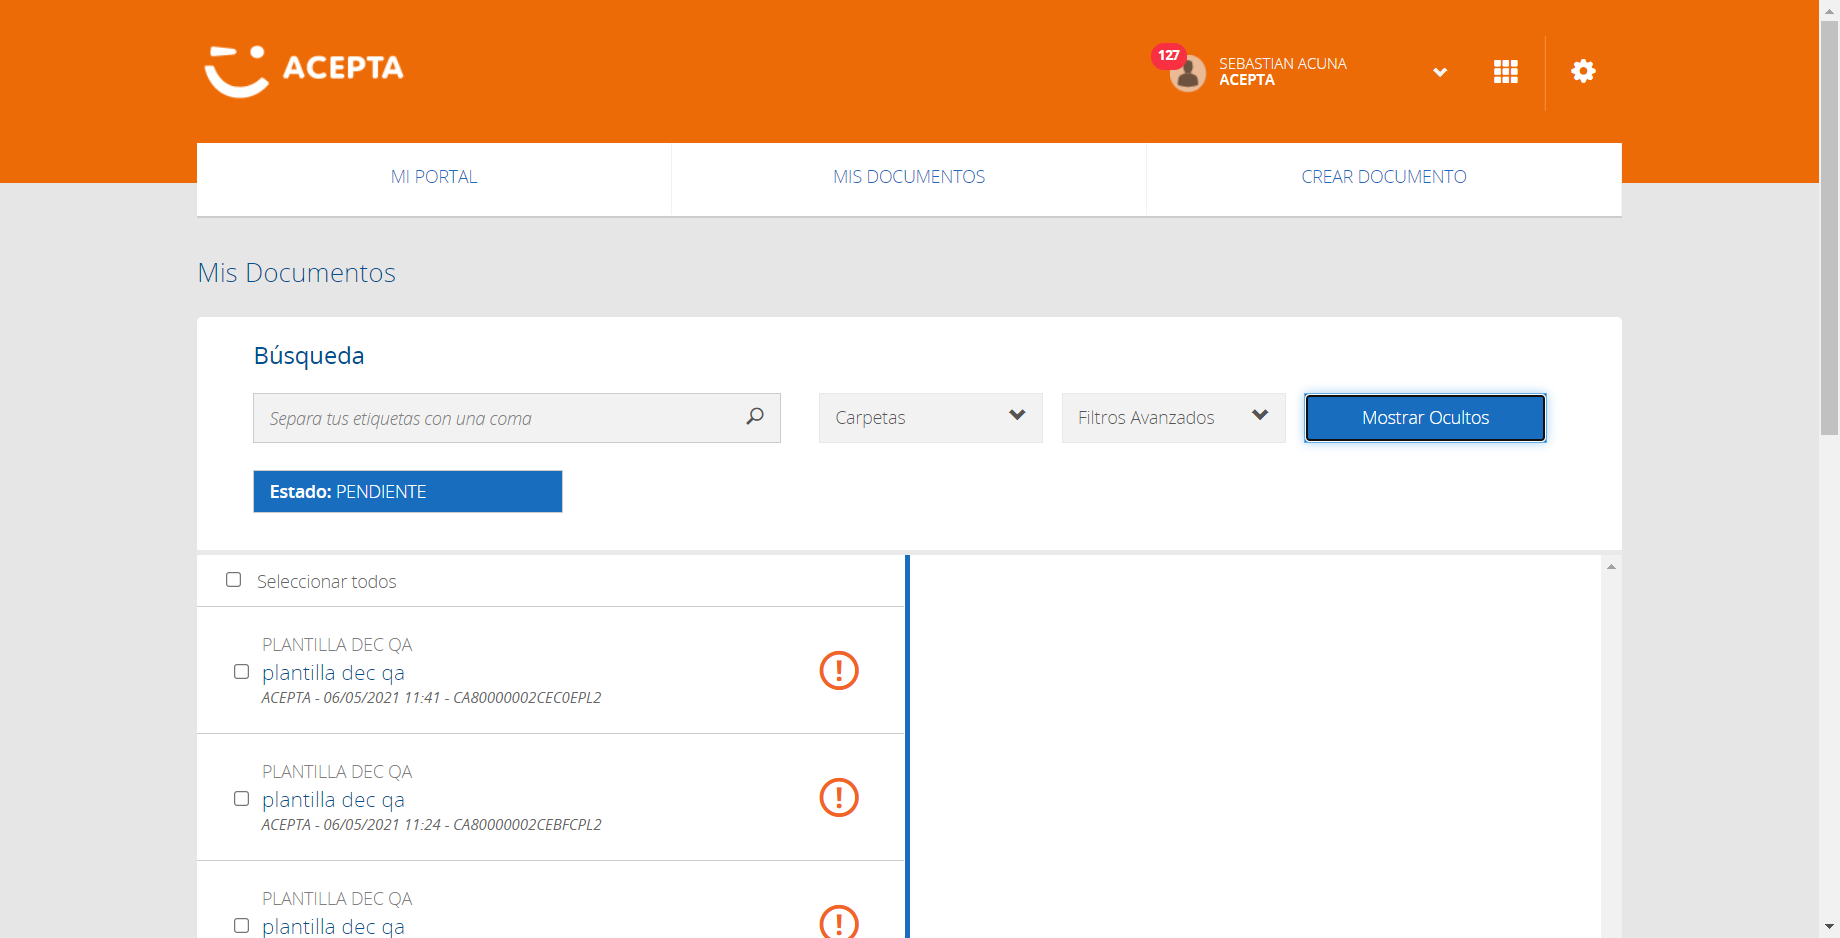 ACEPTA
127
SEBASTIAN ACUNA
ACEPTA
MI PORTAL
MIS DOCUMENTOS
CREAR DOCUMENTO
Mis Documentos
Búsqueda
Separa tus etiquetas con una coma
Carpetas
Filtros Avanzados
Mostrar Ocultos
Estado: PENDIENTE
Seleccionar todos
PLANTILLA DEC QA
plantilla dec qa
ACEPTA - 06/05/2021 11:41 - CA80000002CEC0EPL2
PLANTILLA DEC QA
plantilla dec qa
ACEPTA - 06/05/2021 11:24 - CA80000002CEBFCPL2
PLANTILLA DEC QA
plantilla dec qa